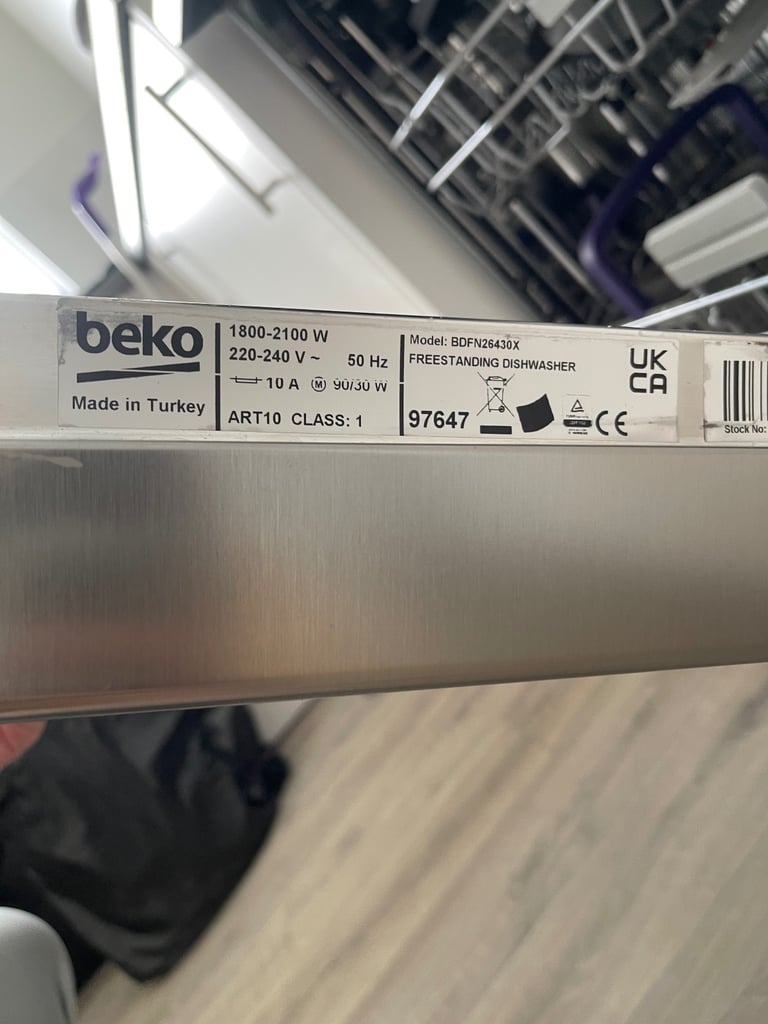 beko
Made in Turkey
1800-2100 W
220-240 V ~ 50 Hz
10 A M 90/30 W
ART10 CLASS: 1
Model: BDFN26430X
FREESTANDING DISHWASHER
97647
CE
UK
CA
Stock No: